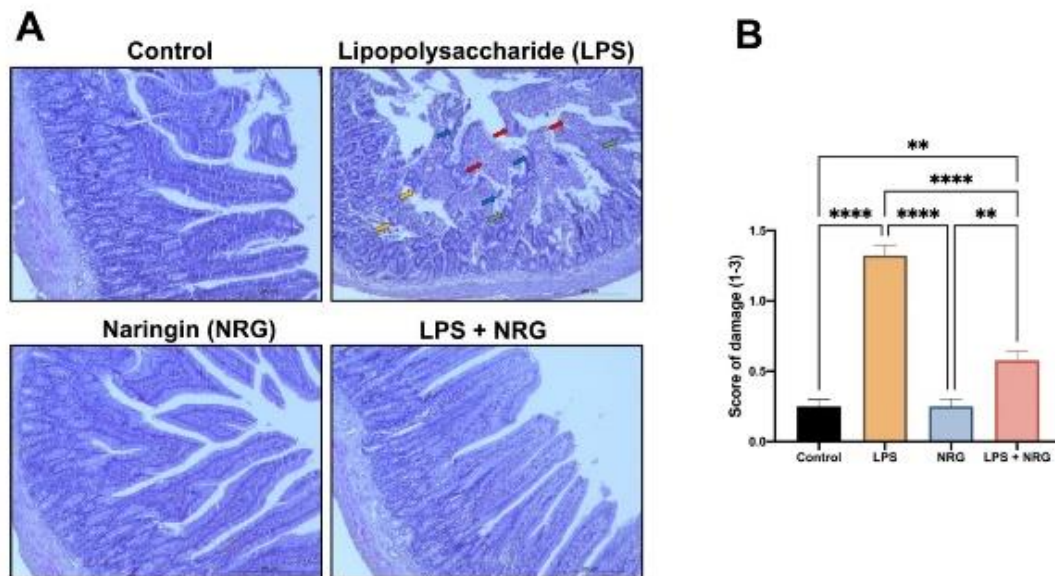 A
Control
Lipopolysaccharide (LPS)
Naringin (NRG)
LPS + NRG
B
**
****
**** **** **
Score of damage (1-3)
1.5
1.0
0.5
0.0
Control LPS NRG LPS + NRG